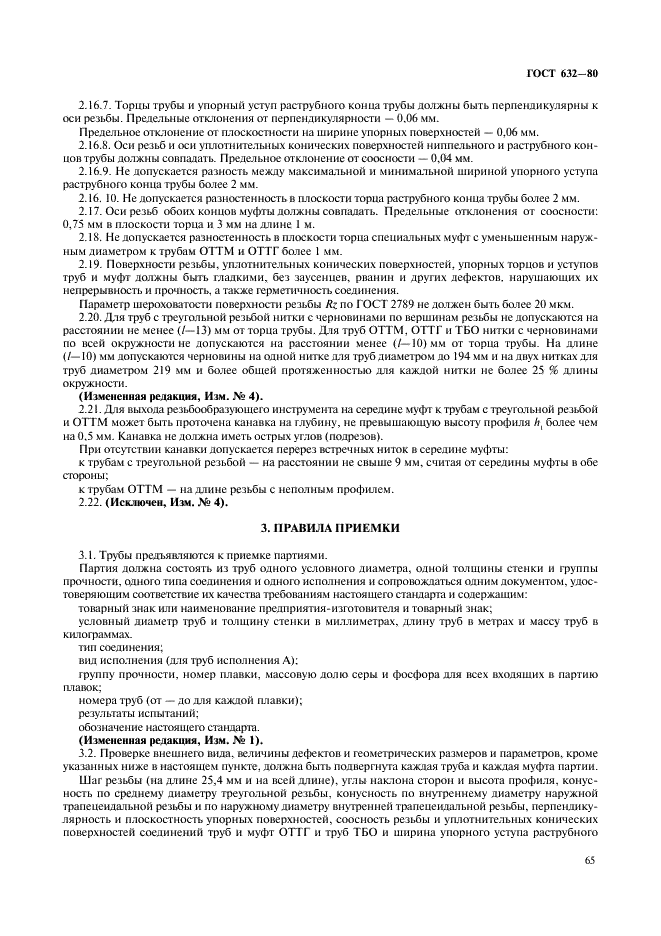 ГОСТ 632—80
2.16.7. Торцы трубы и упорный уступ раструбного конца трубы должны быть перпендикулярны к
оси резьбы. Предельные отклонения от перпендикулярности — 0,06 мм.
Предельное отклонение от плоскостности на ширине упорных поверхностей — 0,06 мм.
2.16.8. Оси резьб и оси уплотнительных конических поверхностей ниппельного и раструбного кон-
цов трубы должны совпадать. Предельное отклонение от соосности — 0,04 мм.
2.16.9. Не допускается разность между максимальной и минимальной шириной упорного уступа
раструбного конца трубы более 2 мм.
2.16. 10. Не допускается разностенность в плоскости торца раструбного конца трубы более 2 мм.
2.17. Оси резьб обоих концов муфты должны совпадать. Предельные отклонения от соосности:
0,75 мм в плоскости торца и 3 мм на длине 1 м.
2.18. Не допускается разностенность в плоскости торца специальных муфт с уменьшенным наруж-
ным диаметром к трубам ОТТМ и ОТТГ более 1 мм.
2.19. Поверхности резьбы, уплотнительных конических поверхностей, упорных торцов и уступов
труб и муфт должны быть гладкими, без заусенцев, рванин и других дефектов, нарушающих их
непрерывность и прочность, а также герметичность соединения.
Параметр шероховатости поверхности резьбы Rz по ГОСТ 2789 не должен быть более 20 мкм.
2.20. Для труб с треугольной резьбой нитки с черновинами по вершинам резьбы не допускаются на
расстоянии не менее (l—13) мм от торца трубы. Для труб ОТТМ, ОТТГ и ТБО нитки с черновинами
по всей окружности не допускаются на расстоянии менее (l—10) мм от торца трубы. На длине
(l—10) мм допускаются черновины на одной нитке для труб диаметром до 194 мм и на двух нитках для
труб диаметром 219 мм и более общей протяженностью для каждой нитки не более 25 % длины
окружности.
(Измененная редакция, Изм. № 4).
2.21. Для выхода резьбообразующего инструмента на середине муфт к трубам с треугольной резьбой
и ОТТМ может быть проточена канавка на глубину, не превышающую высоту профиля h₁ более чем
на 0,5 мм. Канавка не должна иметь острых углов (подрезов).
При отсутствии канавки допускается перерез встречных ниток в середине муфты:
к трубам с треугольной резьбой — на расстоянии не свыше 9 мм, считая от середины муфты в обе
стороны;
к трубам ОТТМ — на длине резьбы с неполным профилем.
2.22. (Исключен, Изм. № 4).
3. ПРАВИЛА ПРИЕМКИ
3.1. Трубы предъявляются к приемке партиями.
Партия должна состоять из труб одного условного диаметра, одной толщины стенки и группы
прочности, одного типа соединения и одного исполнения и сопровождаться одним документом, удос-
товеряющим соответствие их качества требованиям настоящего стандарта и содержащим:
товарный знак или наименование предприятия-изготовителя и товарный знак;
условный диаметр труб и толщину стенки в миллиметрах, длину труб в метрах и массу труб в
килограммах.
тип соединения;
вид исполнения (для труб исполнения А);
группу прочности, номер плавки, массовую долю серы и фосфора для всех входящих в партию
плавок;
номера труб (от — до для каждой плавки);
результаты испытаний;
обозначение настоящего стандарта.
(Измененная редакция, Изм. № 1).
3.2. Проверке внешнего вида, величины дефектов и геометрических размеров и параметров, кроме
указанных ниже в настоящем пункте, должна быть подвергнута каждая труба и каждая муфта партии.
Шаг резьбы (на длине 25,4 мм и на всей длине), углы наклона сторон и высота профиля, конус-
ность по среднему диаметру треугольной резьбы, конусность по внутреннему диаметру наружной
трапецеидальной резьбы и по наружному диаметру внутренней трапецеидальной резьбы, перпендику-
лярность и плоскостность упорных поверхностей, соосность резьбы и уплотнительных конических
поверхностей соединений труб и муфт ОТТГ и труб ТБО и ширина упорного уступа раструбного
65